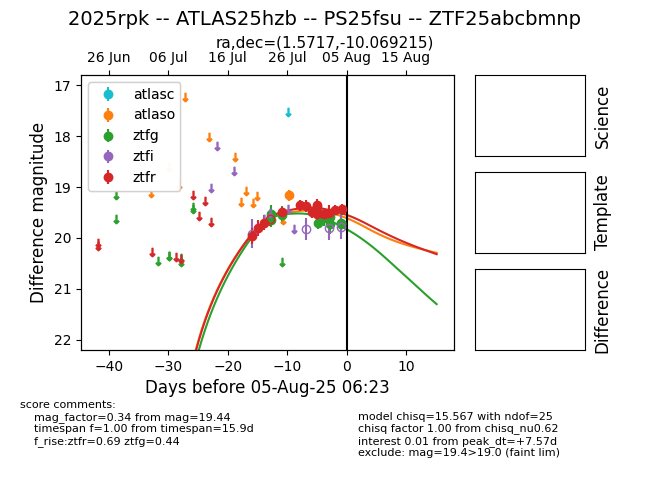 2025rpk -- ATLAS25hzb -- PS25fsu -- ZTF25abcbmnp
ra,dec=(1.5717,-10.069215)
26 Jun 06 Jul 16 Jul 26 Jul 05 Aug 15 Aug
17
18
19
20
21
22
Difference magnitude
atlasc
atlaso
ztfg
ztfi
ztfr
−40 −30 −20 −10 0 10
Days before 05-Aug-25 06:23
Science
Template
Difference
score comments:
mag_factor=0.34 from mag=19.44
timespan f=1.00 from timespan=15.9d
f_rise:ztfr=0.69 ztfg=0.44
model chisq=15.567 with ndof=25
chisq factor 1.00 from chisq_nu0.62
interest 0.01 from peak_dt=+7.57d
exclude: mag=19.4>19.0 (faint lim)